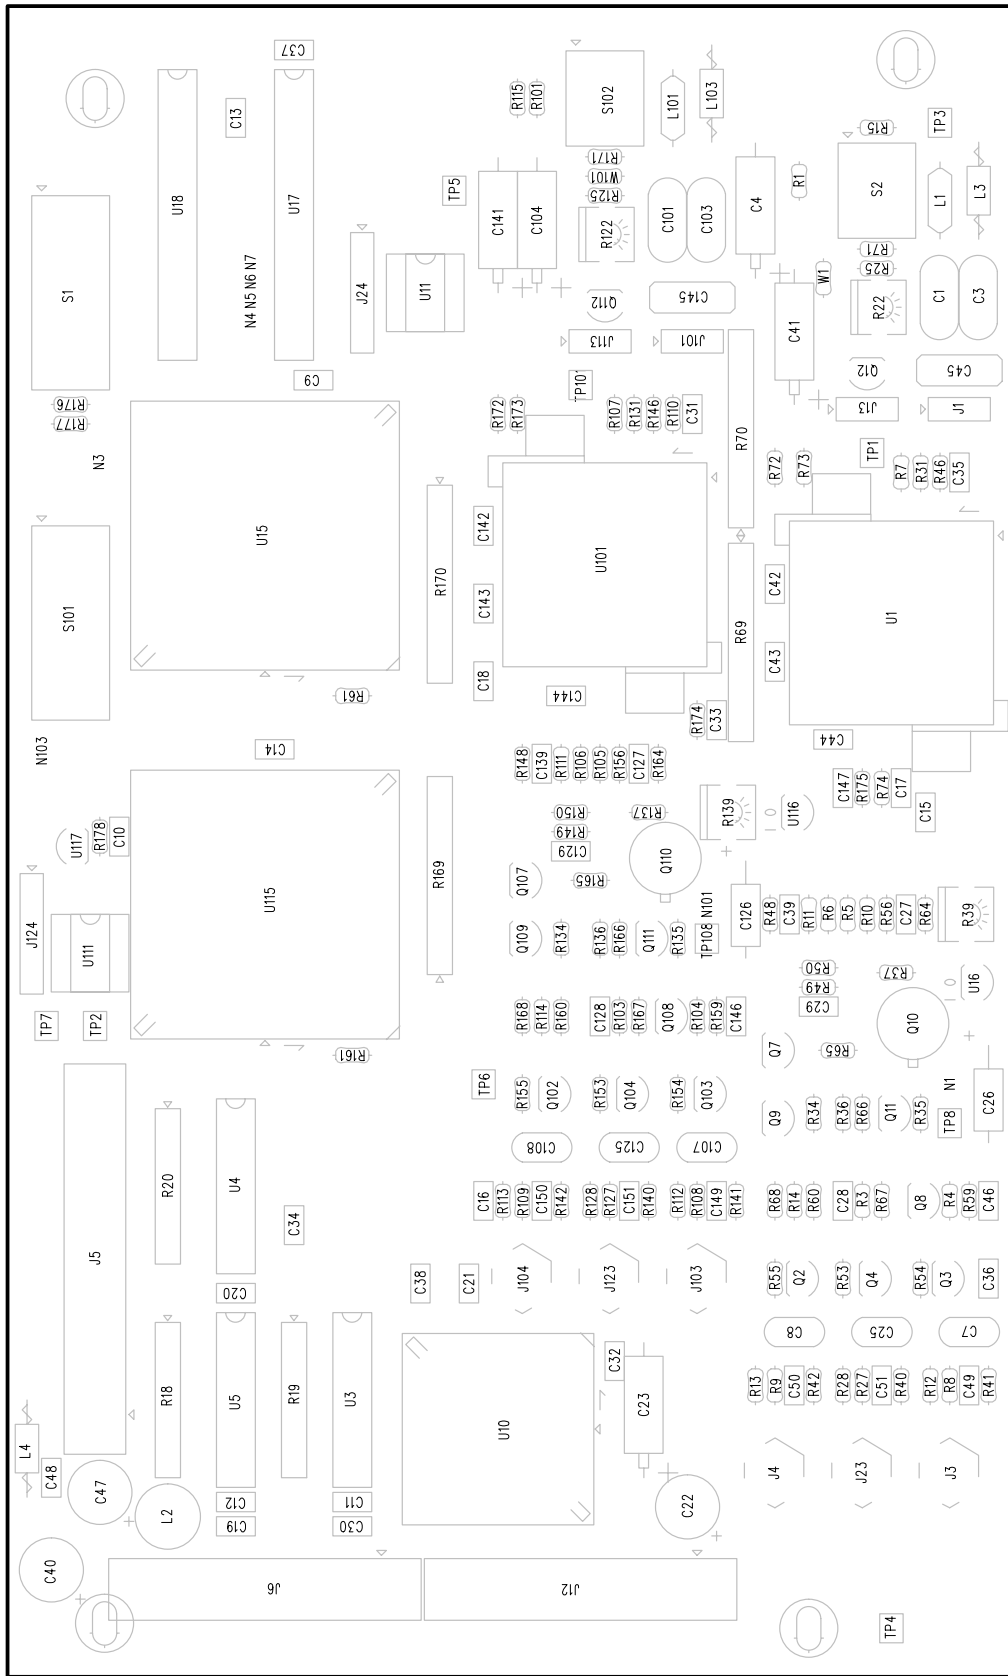 C37
C13
U18
U17
N4 N5 N6 N7
S1
R176
R177
N3
J24
U11
C9
TP5
R115
R101
S102
L101
L103
R171
W101
R125
R122
C141
C104
C101
C103
C4
R1
R15
TP3
S2
L1
L3
R71
R25
R22
C1
C3
W1
C41
Q112
C145
J113
J101
Q12
C45
J13
J1
TP101
R172
R173
R107
R131
R146
R110
C31
R70
R72
R73
TP1
R7
R31
R46
C35
U15
R170
C142
C143
C18
U101
R69
C42
C43
U1
S101
N103
R61
C144
R174
C33
C44
C14
R148
C139
R111
R106
R105
R156
C127
R164
C147
R175
R74
C17
C15
U117
R178
C10
R150
R149
C129
R137
R139
U116
Q110
J124
U111
U115
R169
Q107
R165
N101
TP108
C126
R48
C39
R11
R6
R5
R10
R56
C27
R64
R39
Q109
R134
R136
R166
Q111
R135
R50
R49
C29
R37
U16
Q10
TP7
TP2
R161
R168
R114
R160
C128
R103
R167
Q108
R104
R159
C146
Q7
R65
TP6
R155
Q102
R153
Q104
R154
Q103
N1
C26
Q9
R34
R36
R66
Q11
R35
TP8
C108
C125
C107
R20
U4
C34
J5
C16
R113
R109
C150
R142
R128
R127
C151
R140
R112
R108
C149
R141
R68
R14
R60
C28
R3
R67
Q8
R4
R59
C46
C38
C21
J104
J123
J103
R55
Q2
R53
Q4
R54
Q3
C36
C20
C8
C25
C7
R18
U5
R19
U3
U10
C32
C23
R13
R9
C50
R42
R28
R27
C51
R40
R12
R8
C49
R41
L4
C48
C47
L2
C12
C19
C11
C30
C22
J4
J23
J3
C40
J6
J12
TP4